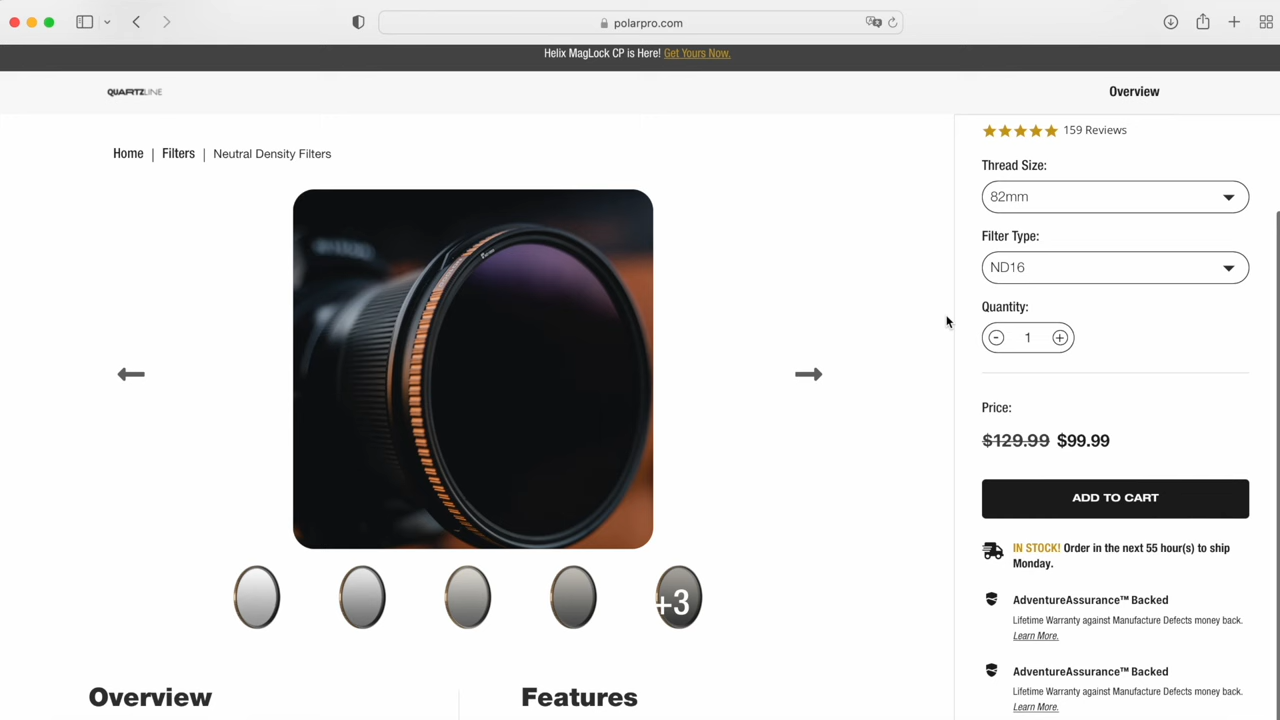 polarpro.com
Helix MagLock CP is Here! Get Yours Now.
QUARTZLINE
Overview
159 Reviews
Home | Filters | Neutral Density Filters
Thread Size:
82mm
Filter Type:
ND16
Quantity:
1
Price:
$129.99 $99.99
ADD TO CART
IN STOCK! Order in the next 55 hour(s) to ship
Monday.
AdventureAssurance™ Backed
Lifetime Warranty against Manufacture Defects money back.
Learn More.
AdventureAssurance™ Backed
Lifetime Warranty against Manufacture Defects money back.
Learn More.
+3
Overview
Features